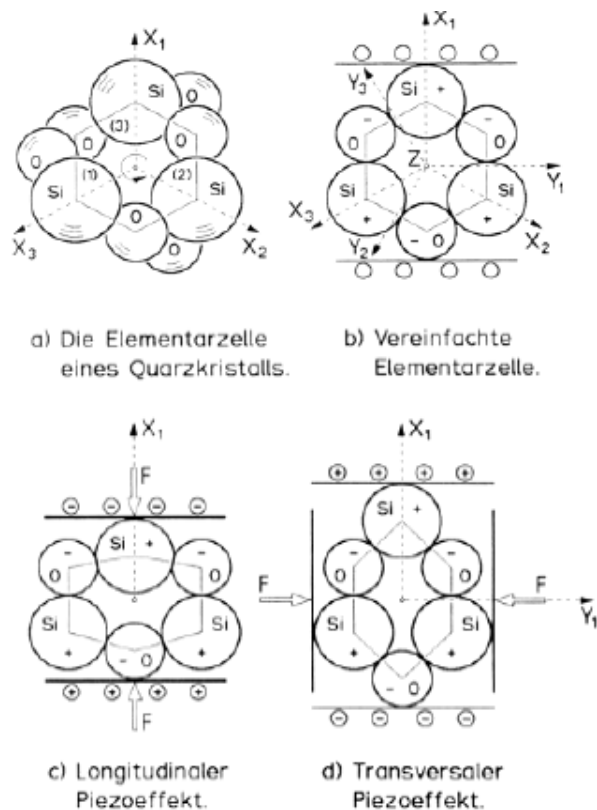 X₁
Si
O
O
(3)
O
O
Si
(1)
(2)
Si
O
O
X₃
X₂
a) Die Elementarzelle
eines Quarzkristalls.
X₁
Y₃
Si +
-
O
-
O
Z
Y₁
Si
+
Si
+
X₃
Y₂
- O
X₂
b) Vereinfachte
Elementarzelle.
X₁
F
- - - -
Si +
-
O
-
O
Si
+
Si
+
- O
+ + + +
F
c) Longitudinaler
Piezoeffekt.
X₁
+ + + +
Si +
-
O
-
O
F
F
Y₁
Si
+
Si
+
- O
- - - -
d) Transversaler
Piezoeffekt.